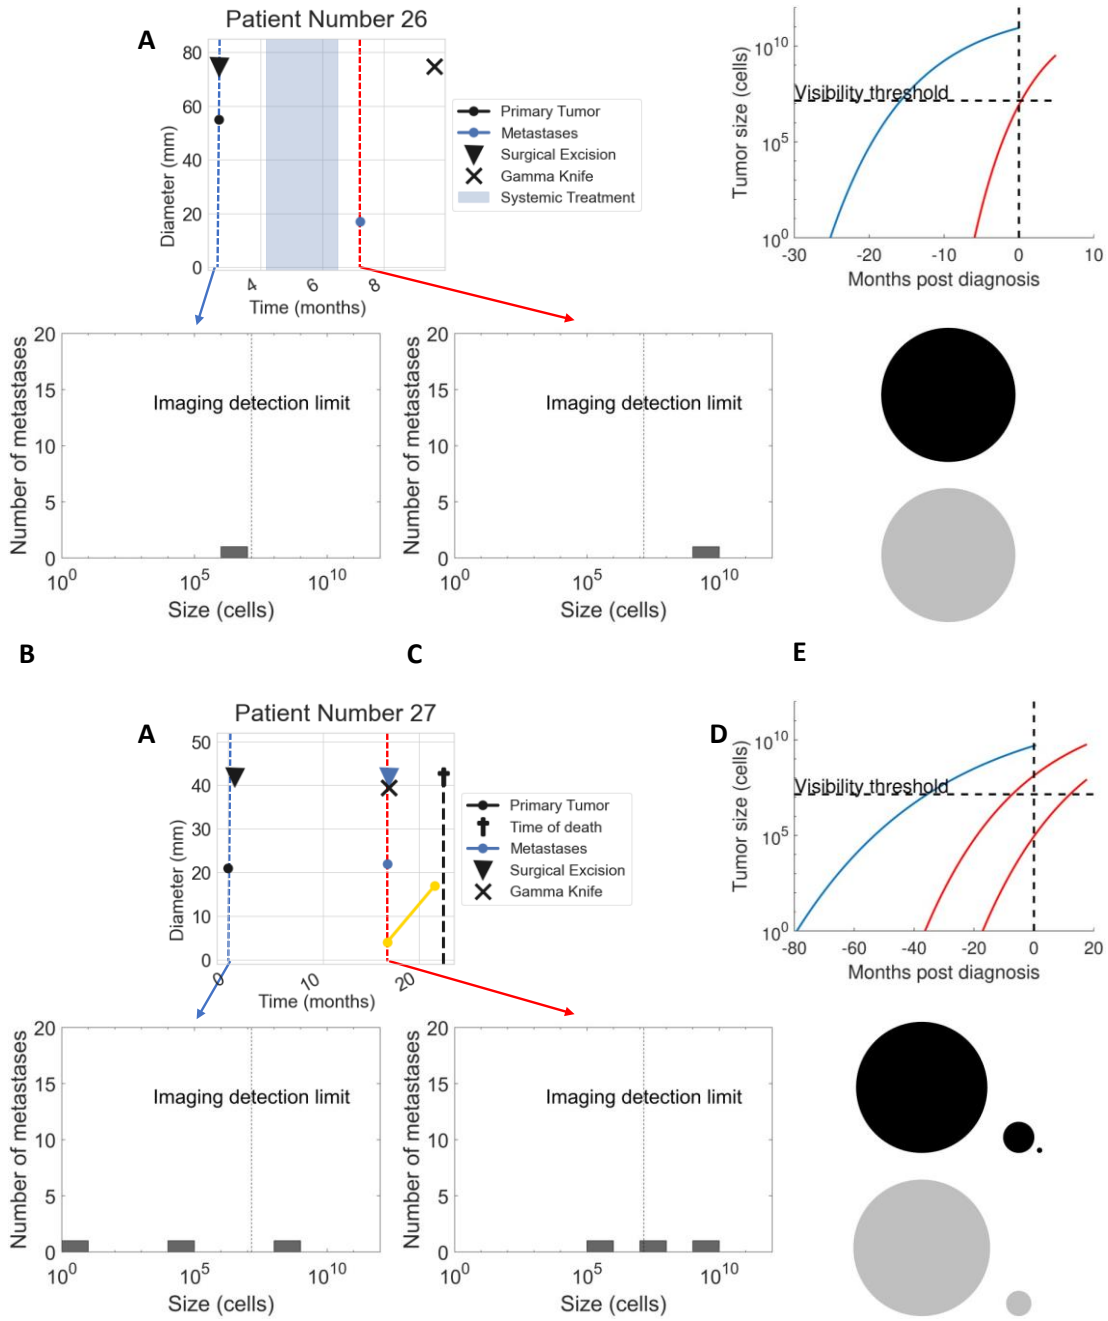 Patient Number 26
A
80
60
40
20
0
Diameter (mm)
4
6
8
Time (months)
Primary Tumor
Metastases
Surgical Excision
Gamma Knife
Systemic Treatment
10^10
10^5
10^0
Tumor size (cells)
Visibility threshold
-30
-20
-10
0
10
Months post diagnosis
20
15
10
5
0
Number of metastases
Imaging detection limit
10^0
10^5
10^10
Size (cells)
20
15
10
5
0
Number of metastases
Imaging detection limit
10^0
10^5
10^10
Size (cells)
B
C
E
Patient Number 27
A
50
40
30
20
10
0
Diameter (mm)
0
10
20
Time (months)
Primary Tumor
Time of death
Metastases
Surgical Excision
Gamma Knife
D
10^10
10^5
10^0
Tumor size (cells)
Visibility threshold
-80
-60
-40
-20
0
20
Months post diagnosis
20
15
10
5
0
Number of metastases
Imaging detection limit
10^0
10^5
10^10
Size (cells)
20
15
10
5
0
Number of metastases
Imaging detection limit
10^0
10^5
10^10
Size (cells)